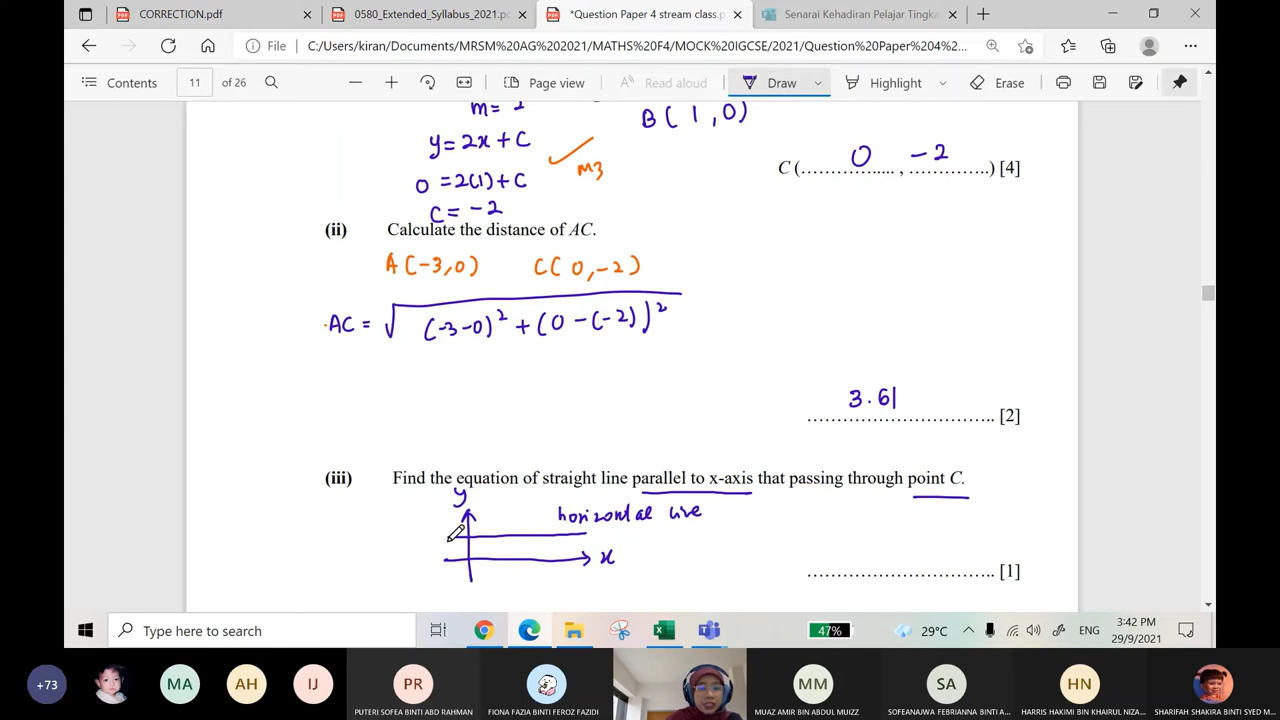 CORRECTION.pdf
0580_Extended_Syllabus_2021.pdf
*Question Paper 4 stream class.pdf
Senarai Kehadiran Pelajar Tingka
File C:/Users/kiran/Documents/MRSM%20AG%202021/MATHS%20F4/MOCK%20IGCSE/2021/Question%20Paper%204%2...
Contents 11 of 26 Page view Read aloud Draw Highlight Erase
y = 2x + C
0 = 2(1) + C
C = -2
M3
B ( 1 , 0 )
0 -2
C (……………..... , …………..) [4]
(ii) Calculate the distance of AC.
A (-3,0) C( 0, -2)
AC = √ (-3-0)² + (0 - (-2))²
3.61
………………………….. [2]
(iii) Find the equation of straight line parallel to x-axis that passing through point C.
y
horizontal line
x
………………………….. [1]
Type here to search
47%
29°C
ENG
3:42 PM
29/9/2021
+73
MA
AH
IJ
PR
PUTERI SOFEA BINTI ABD RAHMAN
FIONA FAZIA BINTI FEROZ FAZIDI
MM
MUAZ AMIR BIN ABDUL MUIZZ
SA
SOFEANAJWA FEBRIANNA BINTI A...
HN
HARRIS HAKIMI BIN KHAIRUL NIZA...
SHARIFAH SHAKIRA BINTI SYED M...